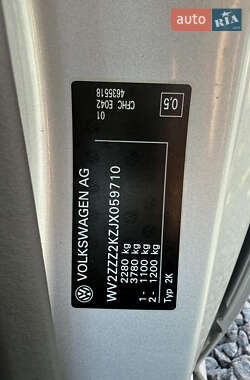 auto RIA
.com
VOLKSWAGEN AG
WV2ZZZ2KZJX059710
2280 kg
3780 kg
1- 1100 kg
2- 1200 kg
Typ 2K
01
CFHC E042
4635518
0,5